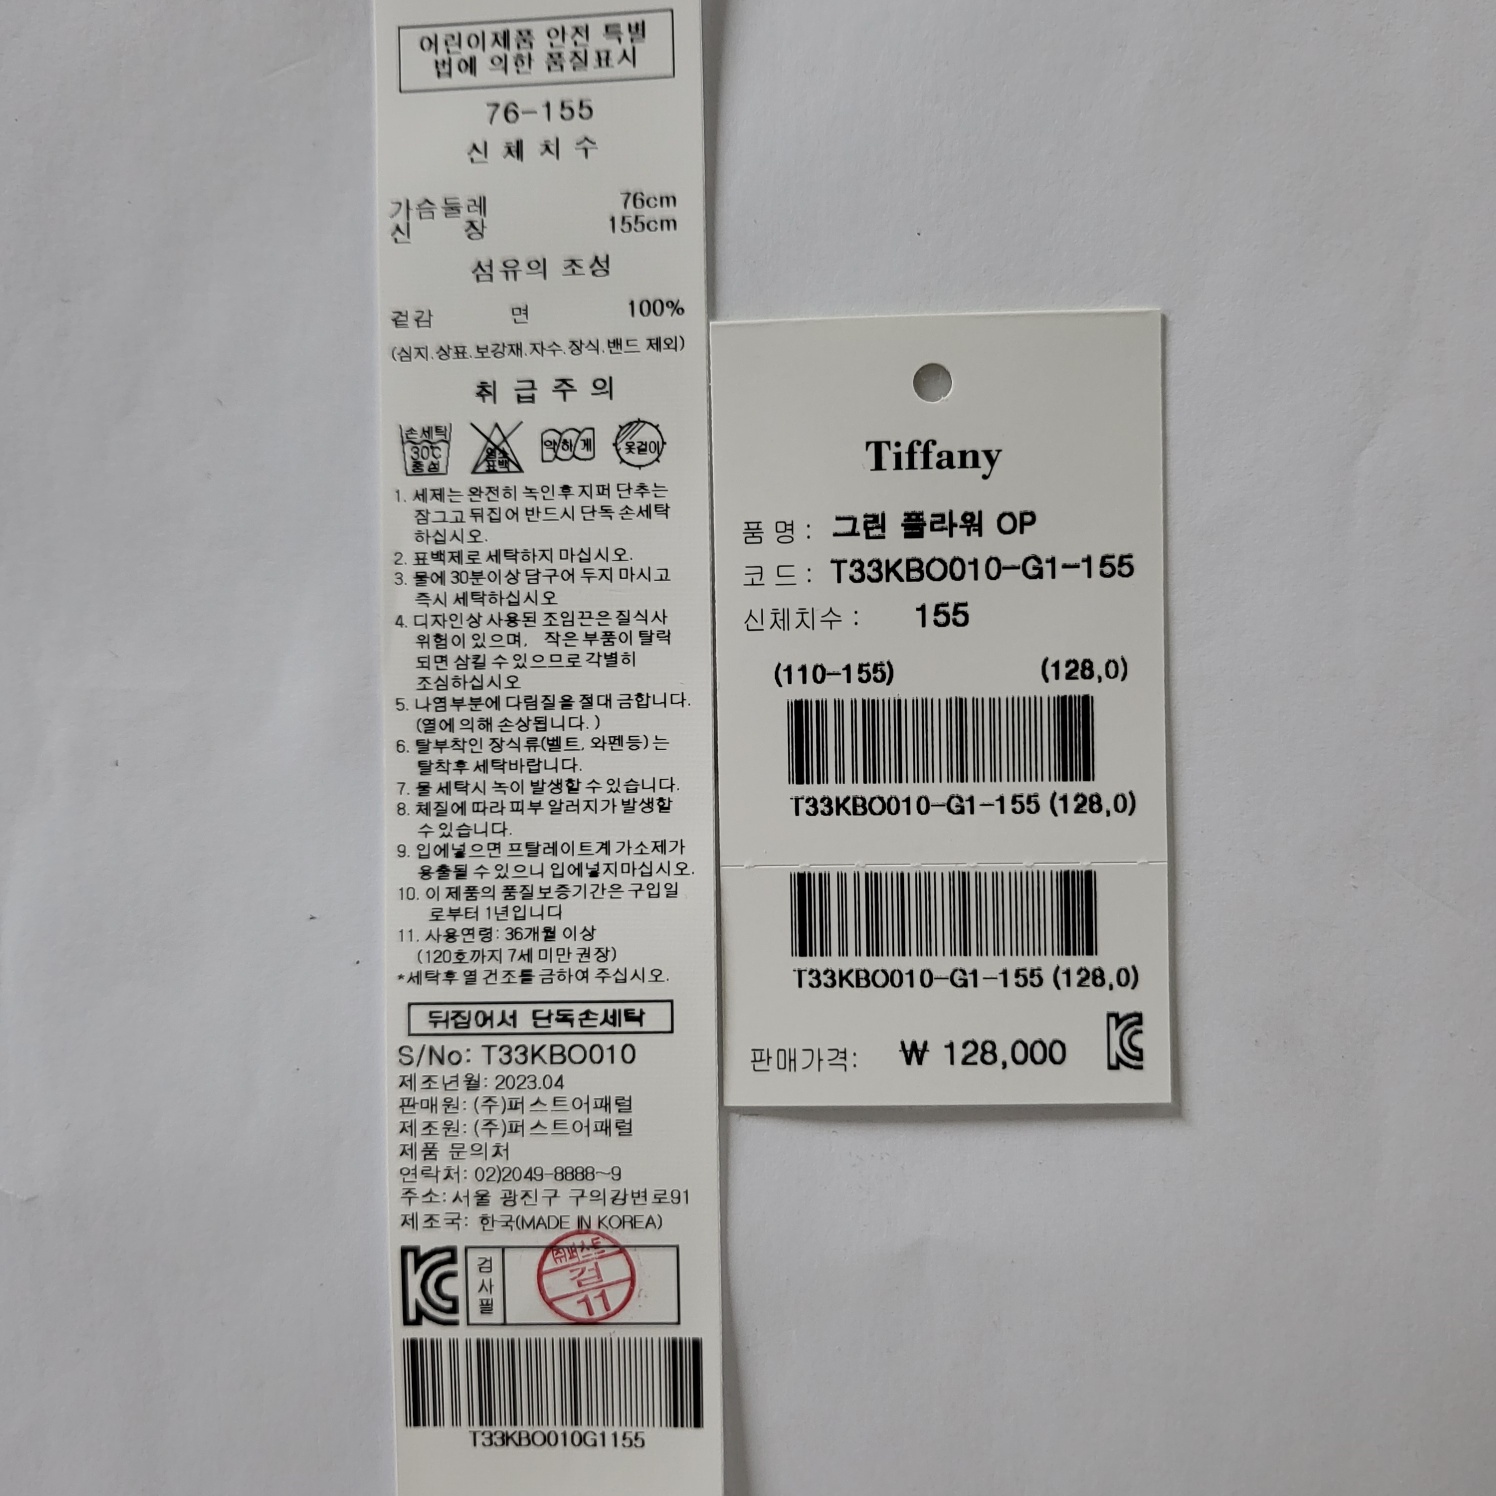 어린이제품 안전 특별
법에 의한 품질표시
76-155
신 체 치 수
가슴둘레 76cm
신 장 155cm
섬유의 조성
겉감 면 100%
(심지.상표.보강재.자수.장식.밴드 제외)
취 급 주 의
손세탁
30℃
중성
염소
표백
약하게
옷걸이
1. 세제는 완전히 녹인후 지퍼 단추는
잠그고 뒤집어 반드시 단독 손세탁
하십시오.
2. 표백제로 세탁하지 마십시오.
3. 물에 30분이상 담구어 두지 마시고
즉시 세탁하십시오
4. 디자인상 사용된 조임끈은 질식사
위험이 있으며, 작은 부품이 탈락
되면 삼킬 수 있으므로 각별히
조심하십시오
5. 나염부분에 다림질을 절대 금합니다.
(열에 의해 손상됩니다. )
6. 탈부착인 장식류(벨트, 와펜등)는
탈착후 세탁바랍니다.
7. 물 세탁시 녹이 발생할 수 있습니다.
8. 체질에 따라 피부 알러지가 발생할
수 있습니다.
9. 입에넣으면 프탈레이트계 가소제가
용출될 수 있으니 입에넣지마십시오.
10. 이 제품의 품질보증기간은 구입일
로부터 1년입니다
11. 사용연령: 36개월 이상
(120호까지 7세 미만 권장)
*세탁후 열 건조를 금하여 주십시오.
뒤집어서 단독손세탁
S/No: T33KBO010
제조년월: 2023.04
판매원: (주)퍼스트어패럴
제조원: (주)퍼스트어패럴
제품 문의처
연락처: 02)2049-8888~9
주소: 서울 광진구 구의강변로91
제조국: 한국(MADE IN KOREA)
KC
검사필
㈜퍼스트
검
11
T33KBO010G1155
Tiffany
품 명 : 그린 플라워 OP
코 드 : T33KBO010-G1-155
신체치수 : 155
(110-155) (128,0)
T33KBO010-G1-155 (128,0)
T33KBO010-G1-155 (128,0)
판매가격: ₩ 128,000
KC